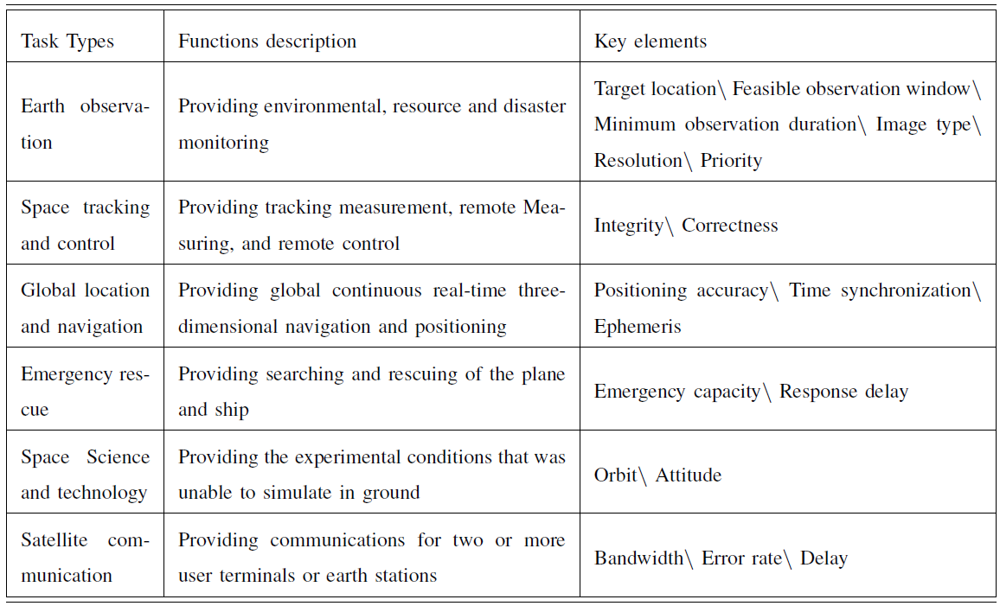 Task Types
Functions description
Key elements
Earth observa-
tion
Providing environmental, resource and disaster
monitoring
Target location\ Feasible observation window\
Minimum observation duration\ Image type\
Resolution\ Priority
Space tracking
and control
Providing tracking measurement, remote Mea-
suring, and remote control
Integrity\ Correctness
Global location
and navigation
Providing global continuous real-time three-
dimensional navigation and positioning
Positioning accuracy\ Time synchronization\
Ephemeris
Emergency res-
cue
Providing searching and rescuing of the plane
and ship
Emergency capacity\ Response delay
Space Science
and technology
Providing the experimental conditions that was
unable to simulate in ground
Orbit\ Attitude
Satellite com-
munication
Providing communications for two or more
user terminals or earth stations
Bandwidth\ Error rate\ Delay